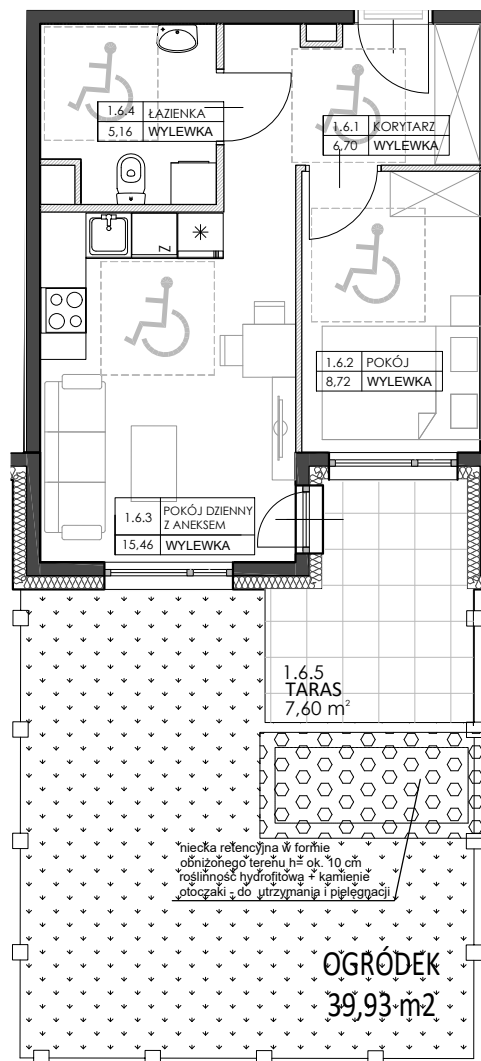 1.6.4 ŁAZIENKA
5,16 WYLEWKA
1.6.1 KORYTARZ
6,70 WYLEWKA
Z
1.6.2 POKÓJ
8,72 WYLEWKA
1.6.3 POKÓJ DZIENNY
Z ANEKSEM
15,46 WYLEWKA
1.6.5
TARAS
7,60 m²
niecka retencyjna w formie
obniżonego terenu h= ok. 10 cm
roślinność hydrofitowa + kamienie
otoczaki - do utrzymania i pielęgnacji
OGRÓDEK
39,93 m2